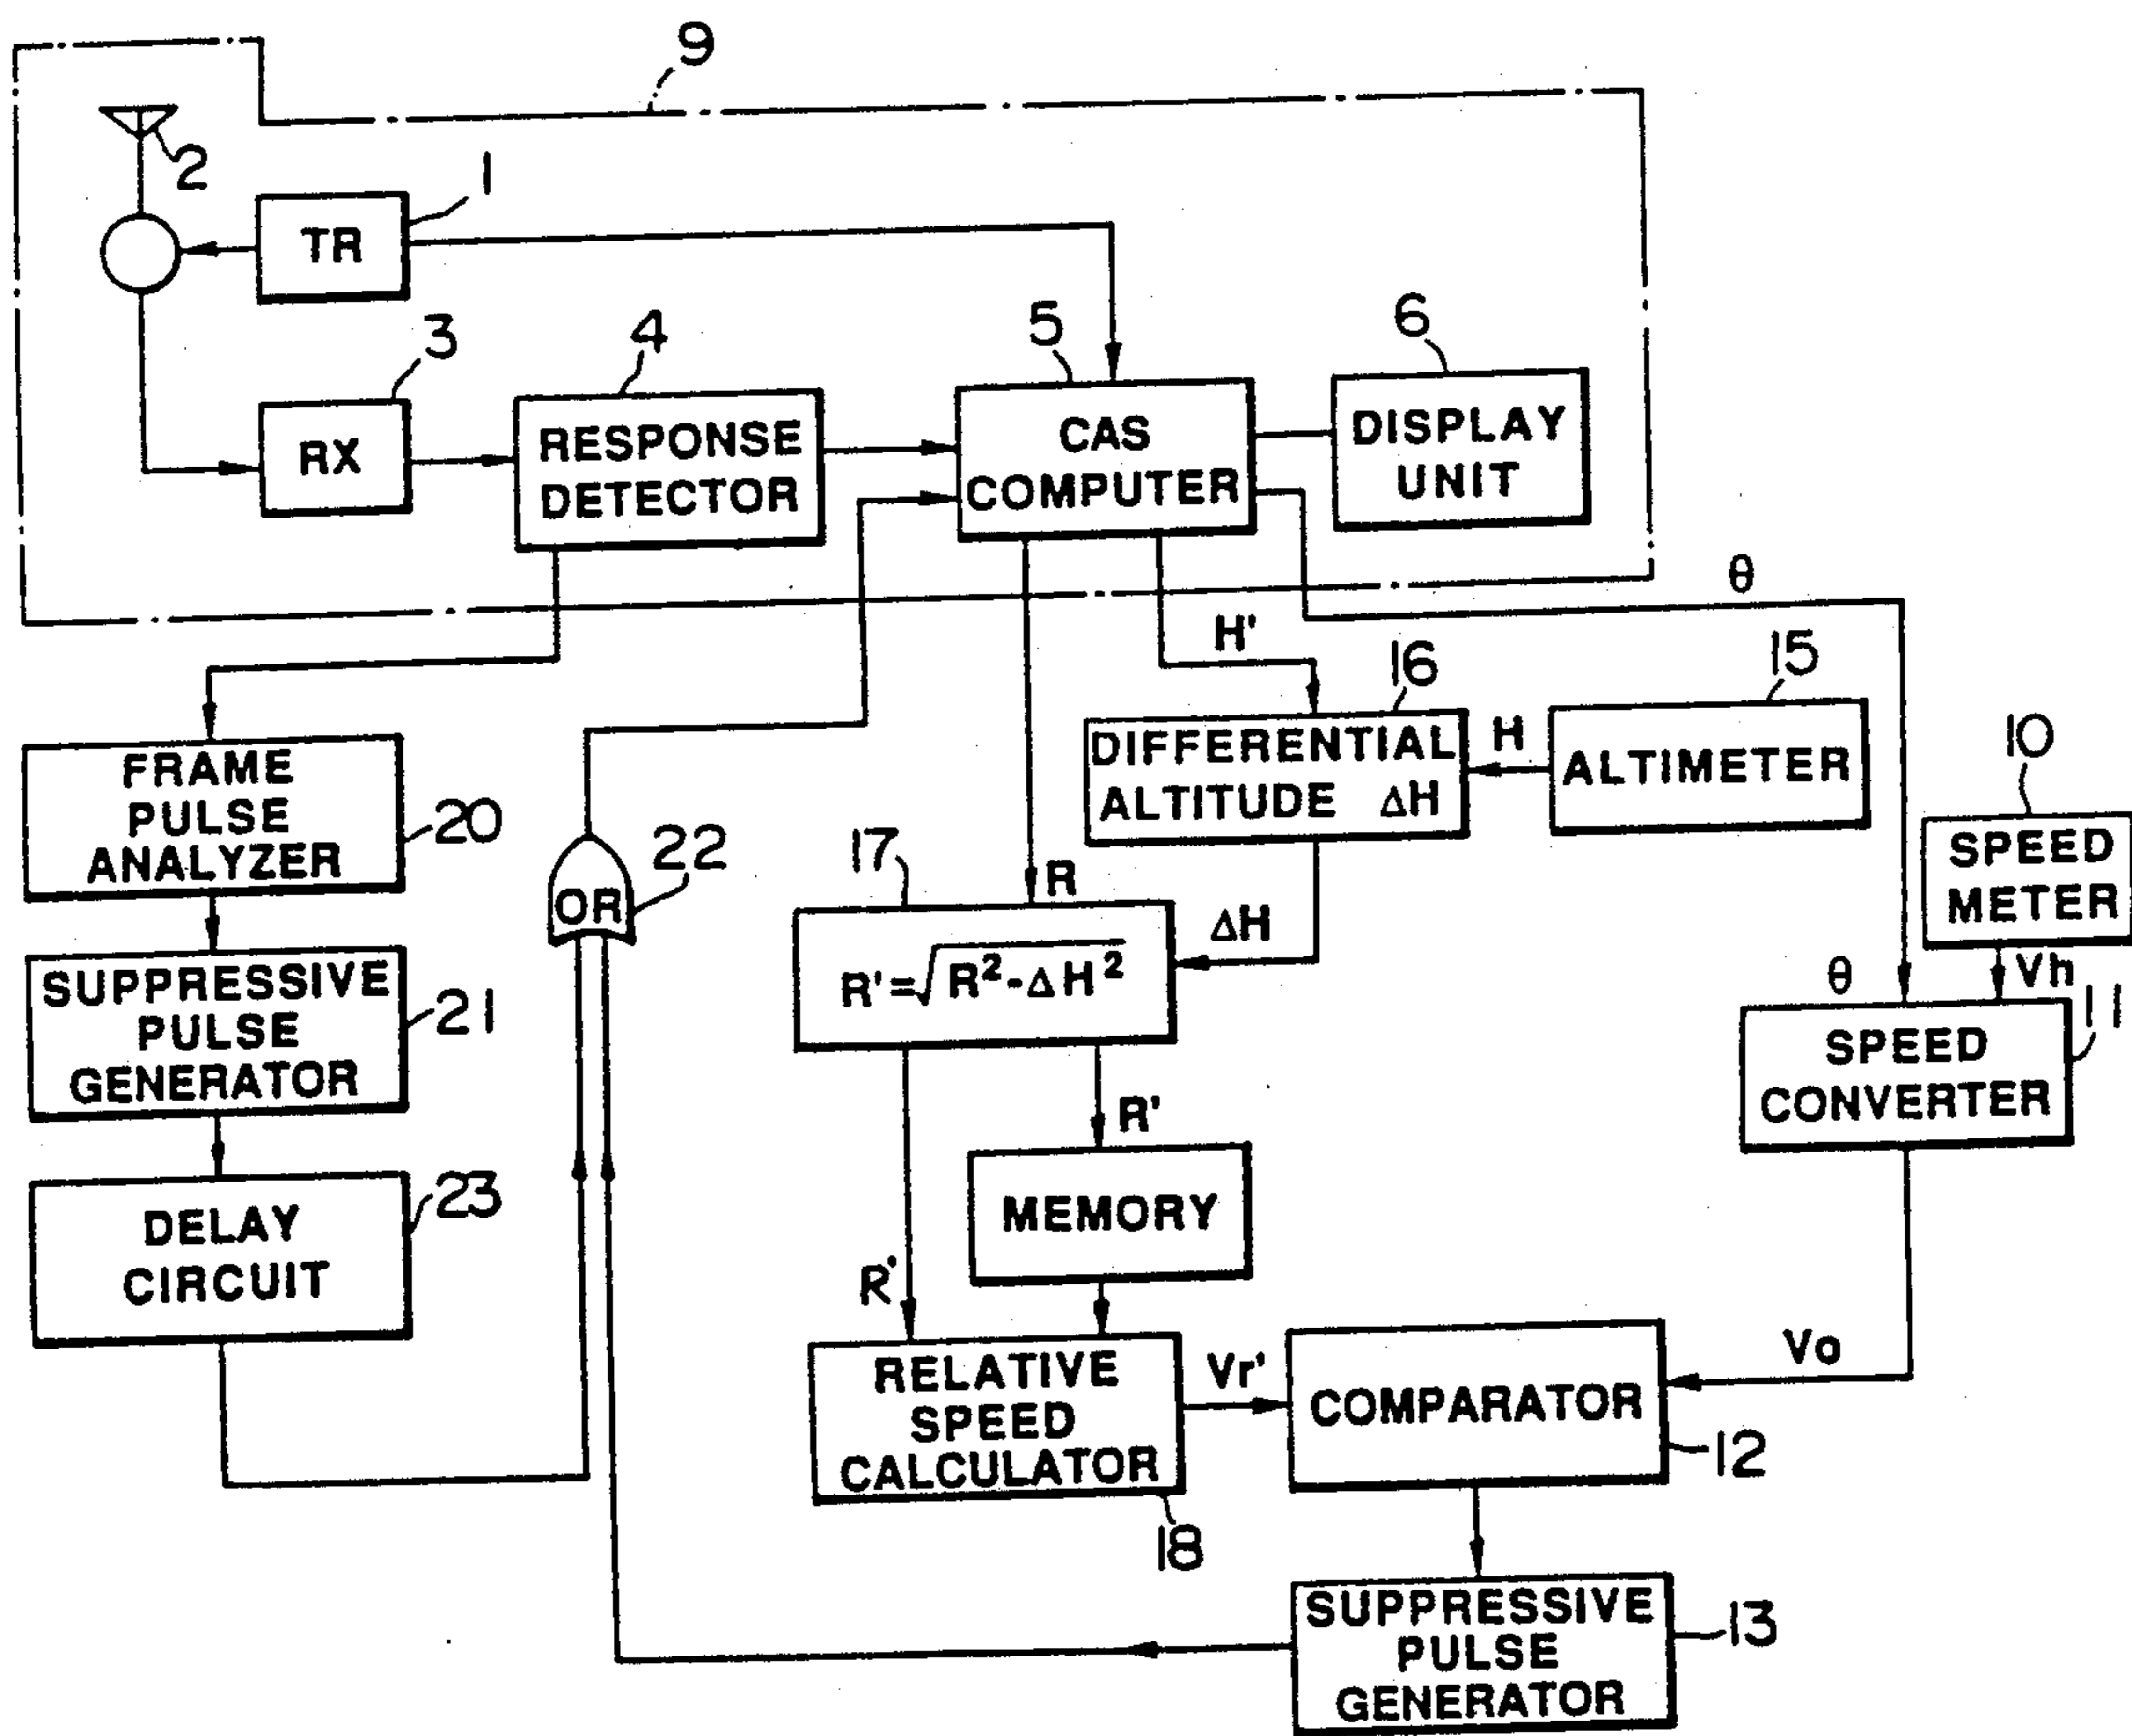 9
2
1
TR
3
4
5
6
RX
RESPONSE
DETECTOR
CAS
COMPUTER
DISPLAY
UNIT
θ
H'
16
15
10
FRAME
PULSE
ANALYZER
20
DIFFERENTIAL
ALTITUDE ΔH
H
ALTIMETER
SPEED
METER
OR
22
17
R
ΔH
R'=√R²-ΔH²
θ
Vh
11
SUPPRESSIVE
PULSE
GENERATOR
21
SPEED
CONVERTER
R'
MEMORY
DELAY
CIRCUIT
23
R'
RELATIVE
SPEED
CALCULATOR
18
Vr'
COMPARATOR
12
Vo
SUPPRESSIVE
PULSE
GENERATOR
13